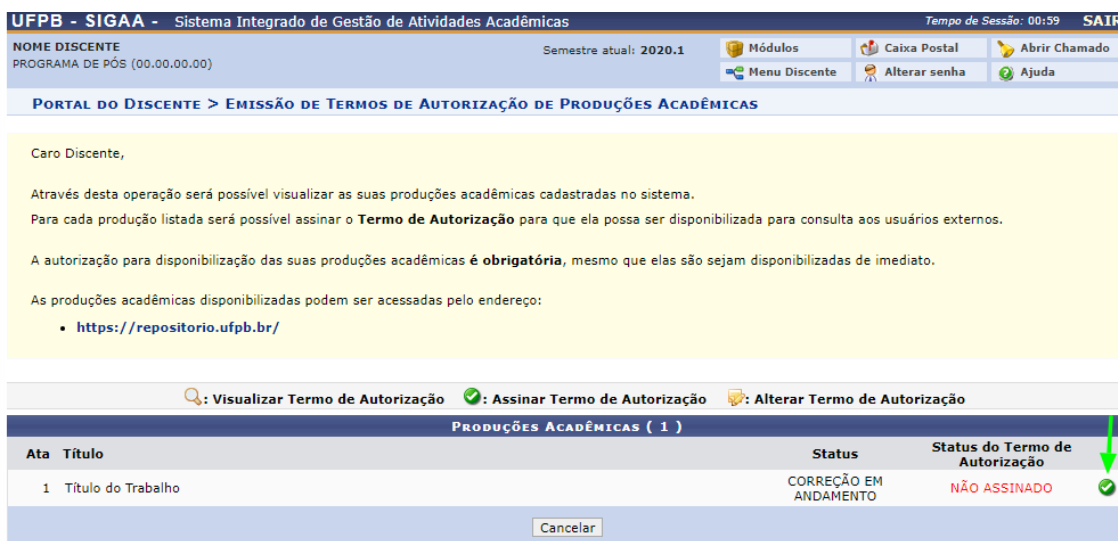 UFPB - SIGAA - Sistema Integrado de Gestão de Atividades Acadêmicas Tempo de Sessão: 00:59 SAIR
NOME DISCENTE Semestre atual: 2020.1 Módulos Caixa Postal Abrir Chamado
PROGRAMA DE PÓS (00.00.00.00) Menu Discente Alterar senha Ajuda
PORTAL DO DISCENTE > EMISSÃO DE TERMOS DE AUTORIZAÇÃO DE PRODUÇÕES ACADÊMICAS
Caro Discente,
Através desta operação será possível visualizar as suas produções acadêmicas cadastradas no sistema.
Para cada produção listada será possível assinar o Termo de Autorização para que ela possa ser disponibilizada para consulta aos usuários externos.
A autorização para disponibilização das suas produções acadêmicas é obrigatória, mesmo que elas são sejam disponibilizadas de imediato.
As produções acadêmicas disponibilizadas podem ser acessadas pelo endereço:
• https://repositorio.ufpb.br/
: Visualizar Termo de Autorização : Assinar Termo de Autorização : Alterar Termo de Autorização
PRODUÇÕES ACADÊMICAS ( 1 )
Ata Título Status Status do Termo de
Autorização
1 Título do Trabalho CORREÇÃO EM
ANDAMENTO NÃO ASSINADO
Cancelar